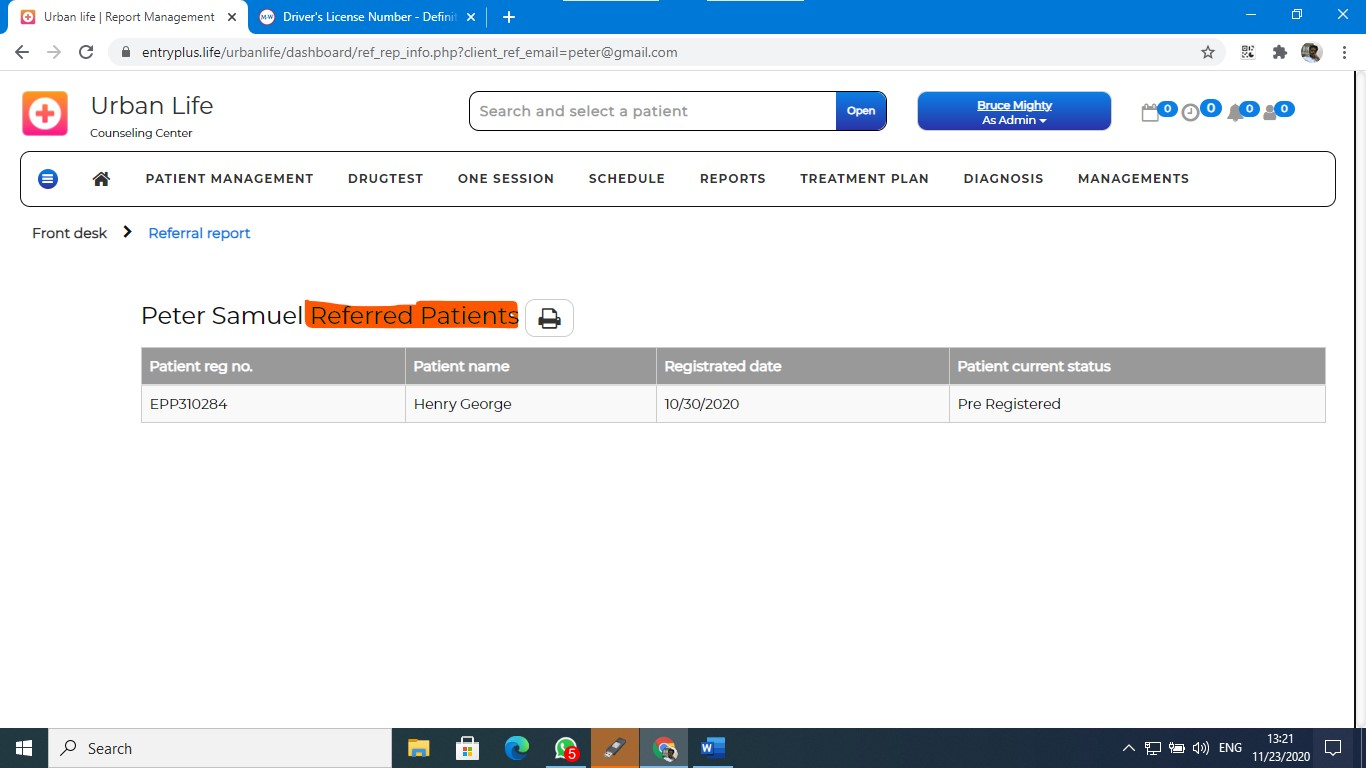 Urban life | Report Management
Driver's License Number - Definit
entryplus.life/urbanlife/dashboard/ref_rep_info.php?client_ref_email=peter@gmail.com
Urban Life
Counseling Center
Search and select a patient
Open
Bruce Mighty
As Admin
0
0
0
0
PATIENT MANAGEMENT DRUGTEST ONE SESSION SCHEDULE REPORTS TREATMENT PLAN DIAGNOSIS MANAGEMENTS
Front desk Referral report
Peter Samuel Referred Patients
Patient reg no. Patient name Registrated date Patient current status
EPP310284 Henry George 10/30/2020 Pre Registered
Search
5
ENG
13:21
11/23/2020